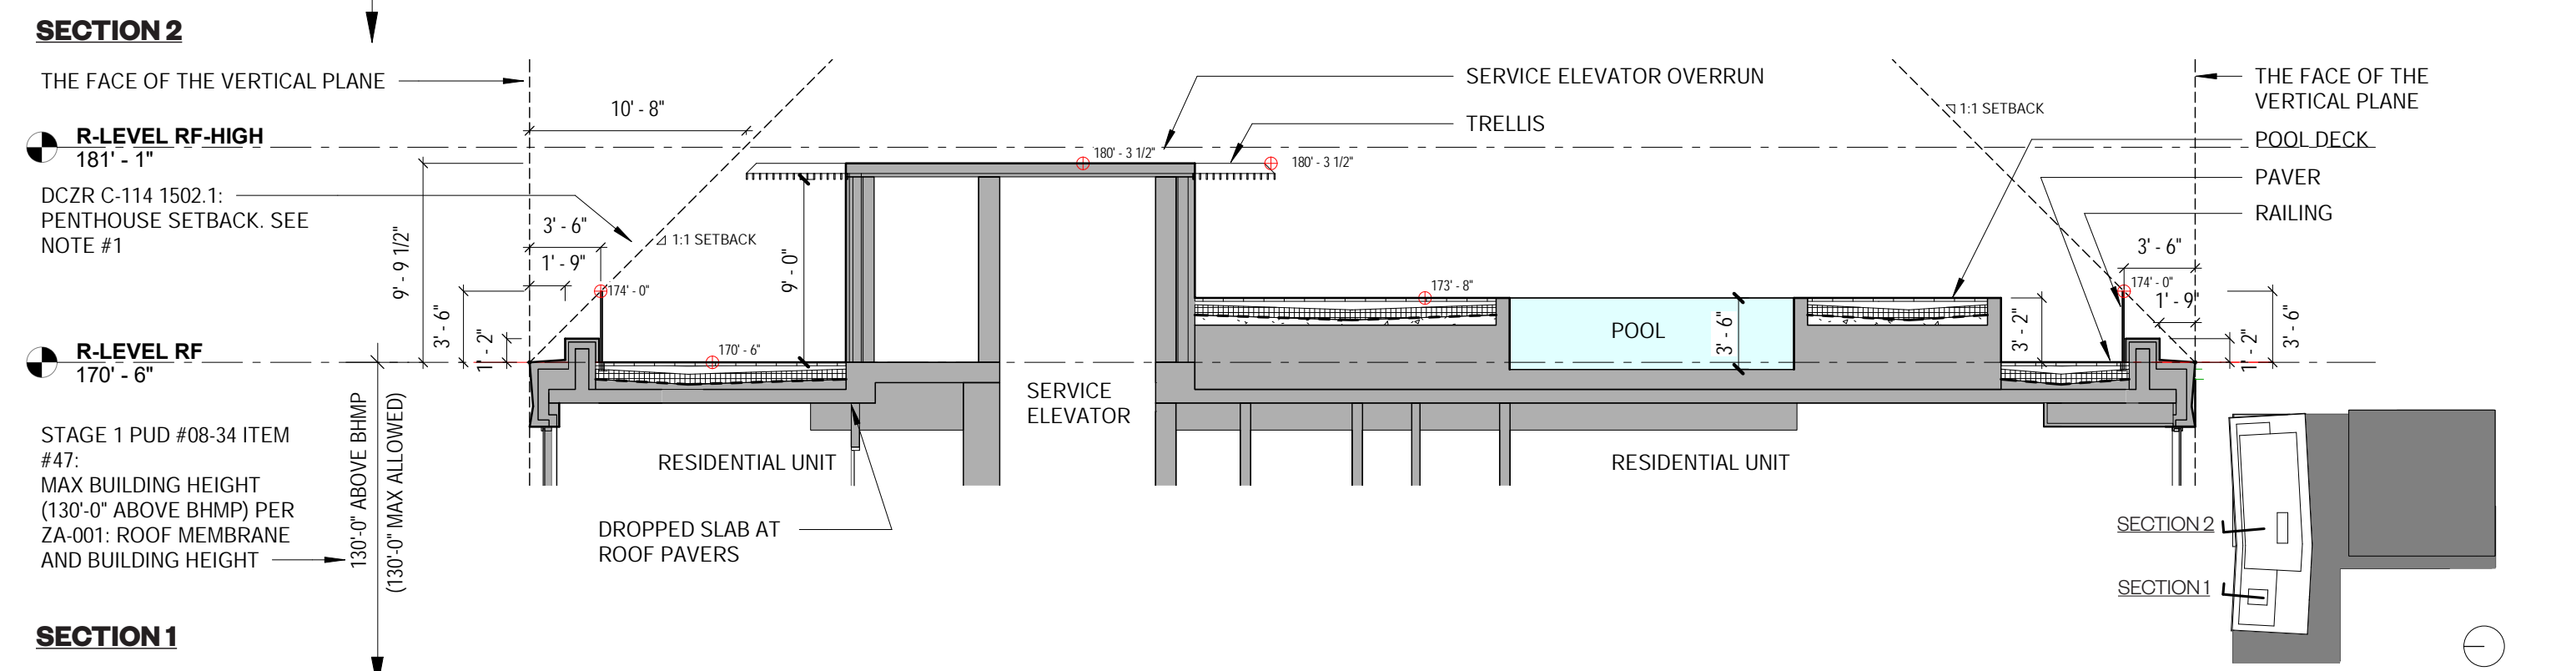 SECTION 2
THE FACE OF THE VERTICAL PLANE
10' - 8"
R-LEVEL RF-HIGH
181' - 1"
DCZR C-114 1502.1:
PENTHOUSE SETBACK. SEE
NOTE #1
9' - 9 1/2"
3' - 6"
1' - 2"
3' - 6"
1' - 9"
1:1 SETBACK
174' - 0"
9' - 0"
170' - 6"
R-LEVEL RF
170' - 6"
STAGE 1 PUD #08-34 ITEM
#47:
MAX BUILDING HEIGHT
(130'-0" ABOVE BHMP) PER
ZA-001: ROOF MEMBRANE
AND BUILDING HEIGHT
130'-0" ABOVE BHMP
(130'-0" MAX ALLOWED)
SERVICE ELEVATOR OVERRUN
TRELLIS
180' - 3 1/2"
180' - 3 1/2"
173' - 8"
POOL
3' - 6"
SERVICE
ELEVATOR
RESIDENTIAL UNIT
RESIDENTIAL UNIT
DROPPED SLAB AT
ROOF PAVERS
1:1 SETBACK
THE FACE OF THE
VERTICAL PLANE
POOL DECK
PAVER
RAILING
3' - 6"
174' - 0"
1' - 9"
3' - 2"
1' - 2"
3' - 6"
SECTION 2
SECTION 1
SECTION 1